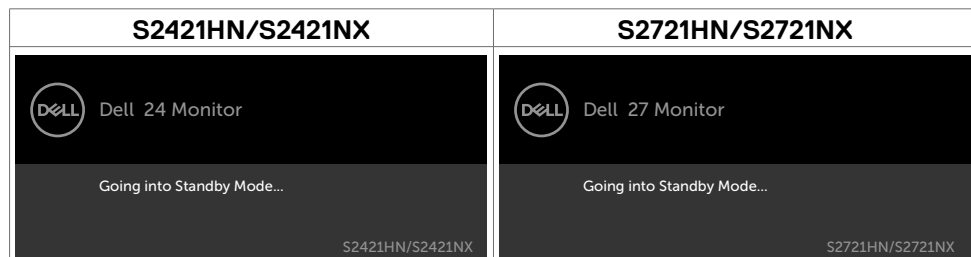 S2421HN/S2421NX
S2721HN/S2721NX
DELL Dell 24 Monitor
DELL Dell 27 Monitor
Going into Standby Mode...
Going into Standby Mode...
S2421HN/S2421NX
S2721HN/S2721NX